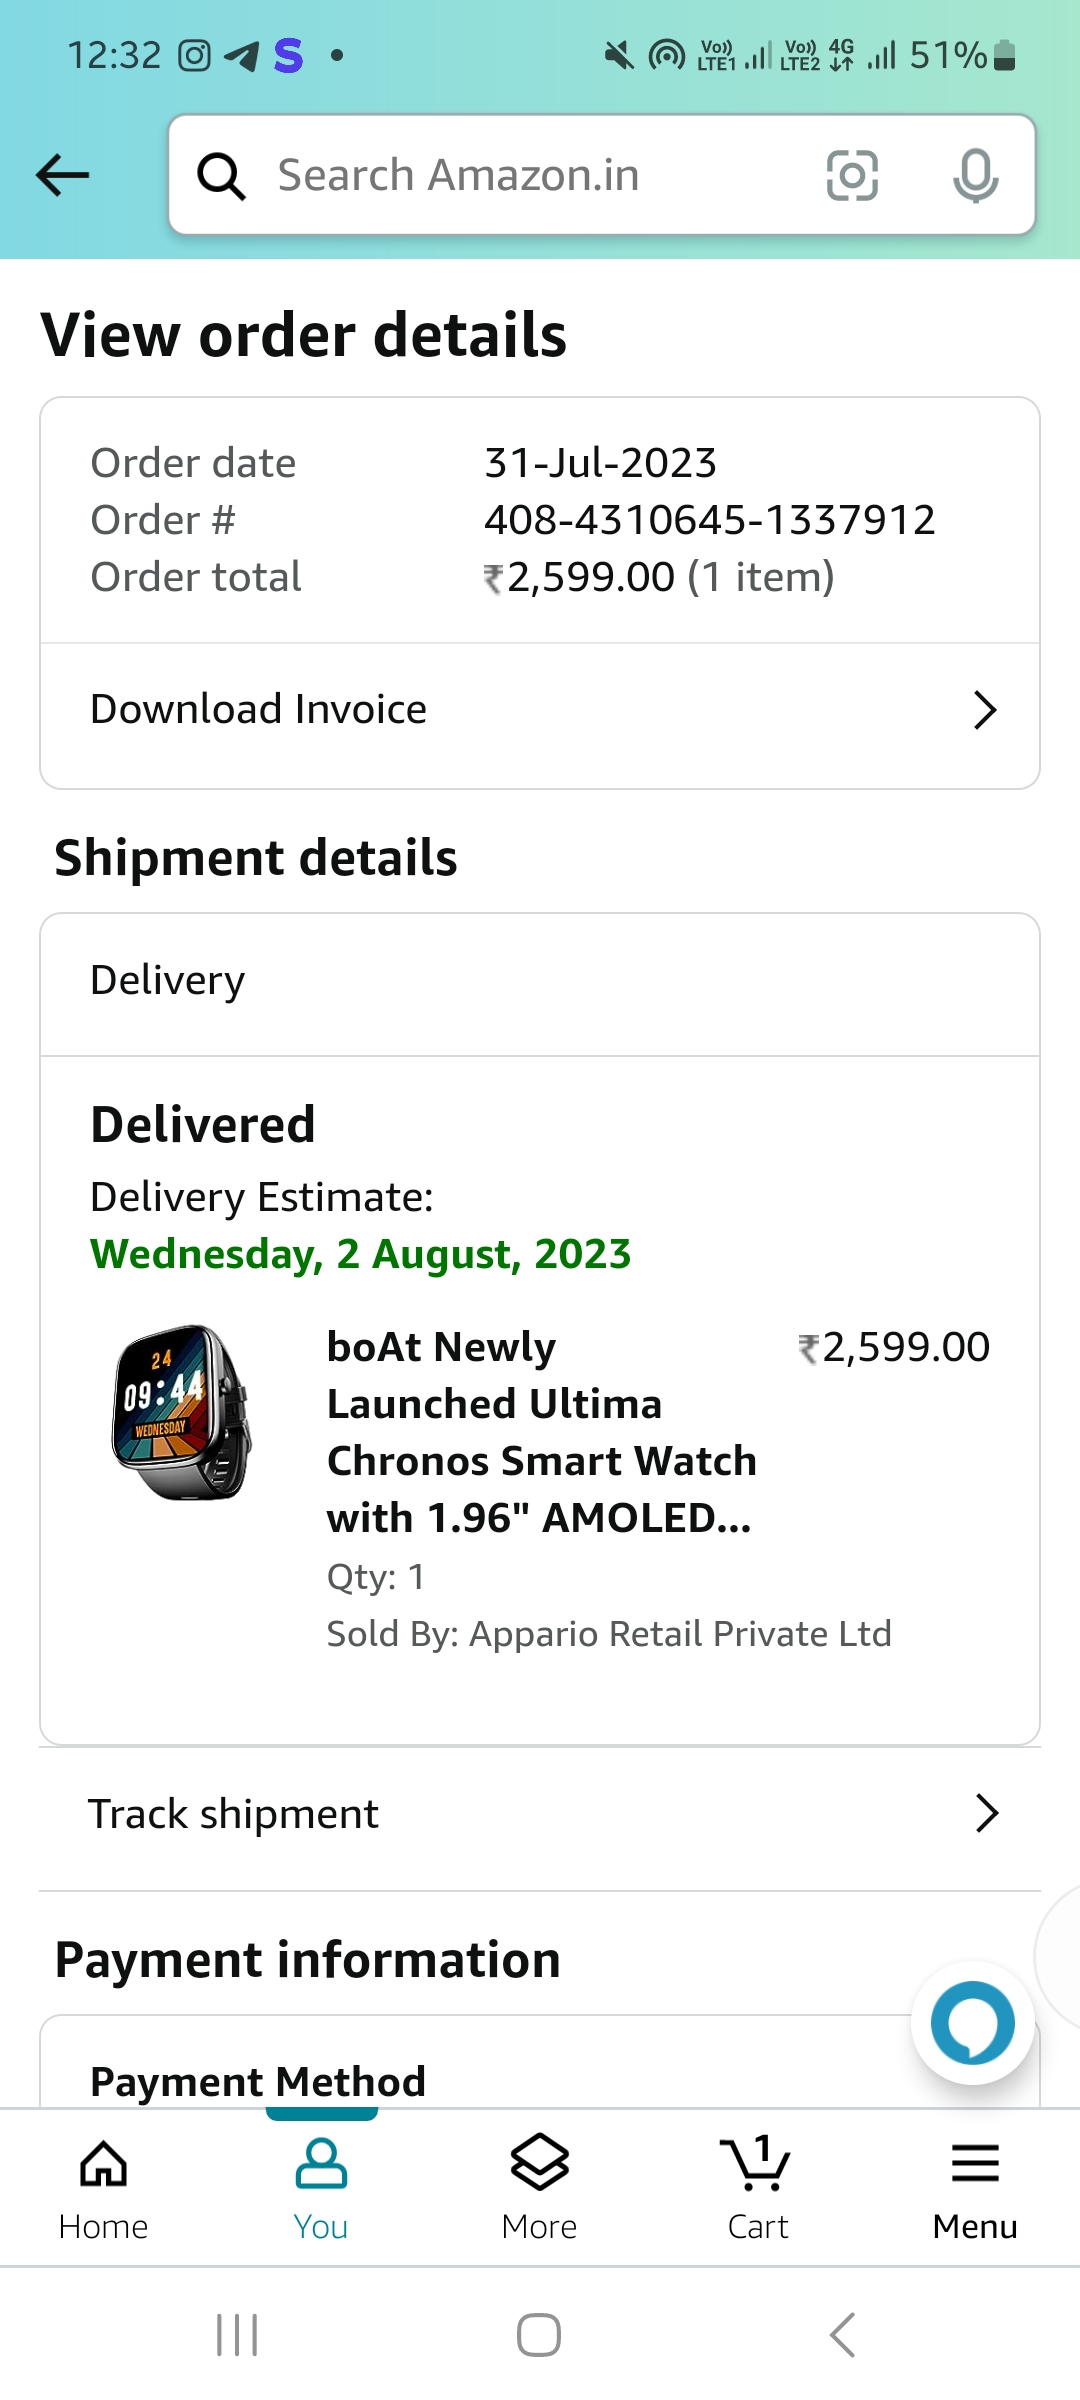 12:32
Vo)) LTE1 Vo)) LTE2 4G 51%
Search Amazon.in
View order details
Order date 31-Jul-2023
Order # 408-4310645-1337912
Order total ₹2,599.00 (1 item)
Download Invoice
Shipment details
Delivery
Delivered
Delivery Estimate:
Wednesday, 2 August, 2023
24
09:44
WEDNESDAY
boAt Newly ₹2,599.00
Launched Ultima
Chronos Smart Watch
with 1.96" AMOLED...
Qty: 1
Sold By: Appario Retail Private Ltd
Track shipment
Payment information
Payment Method
1
Home You More Cart Menu